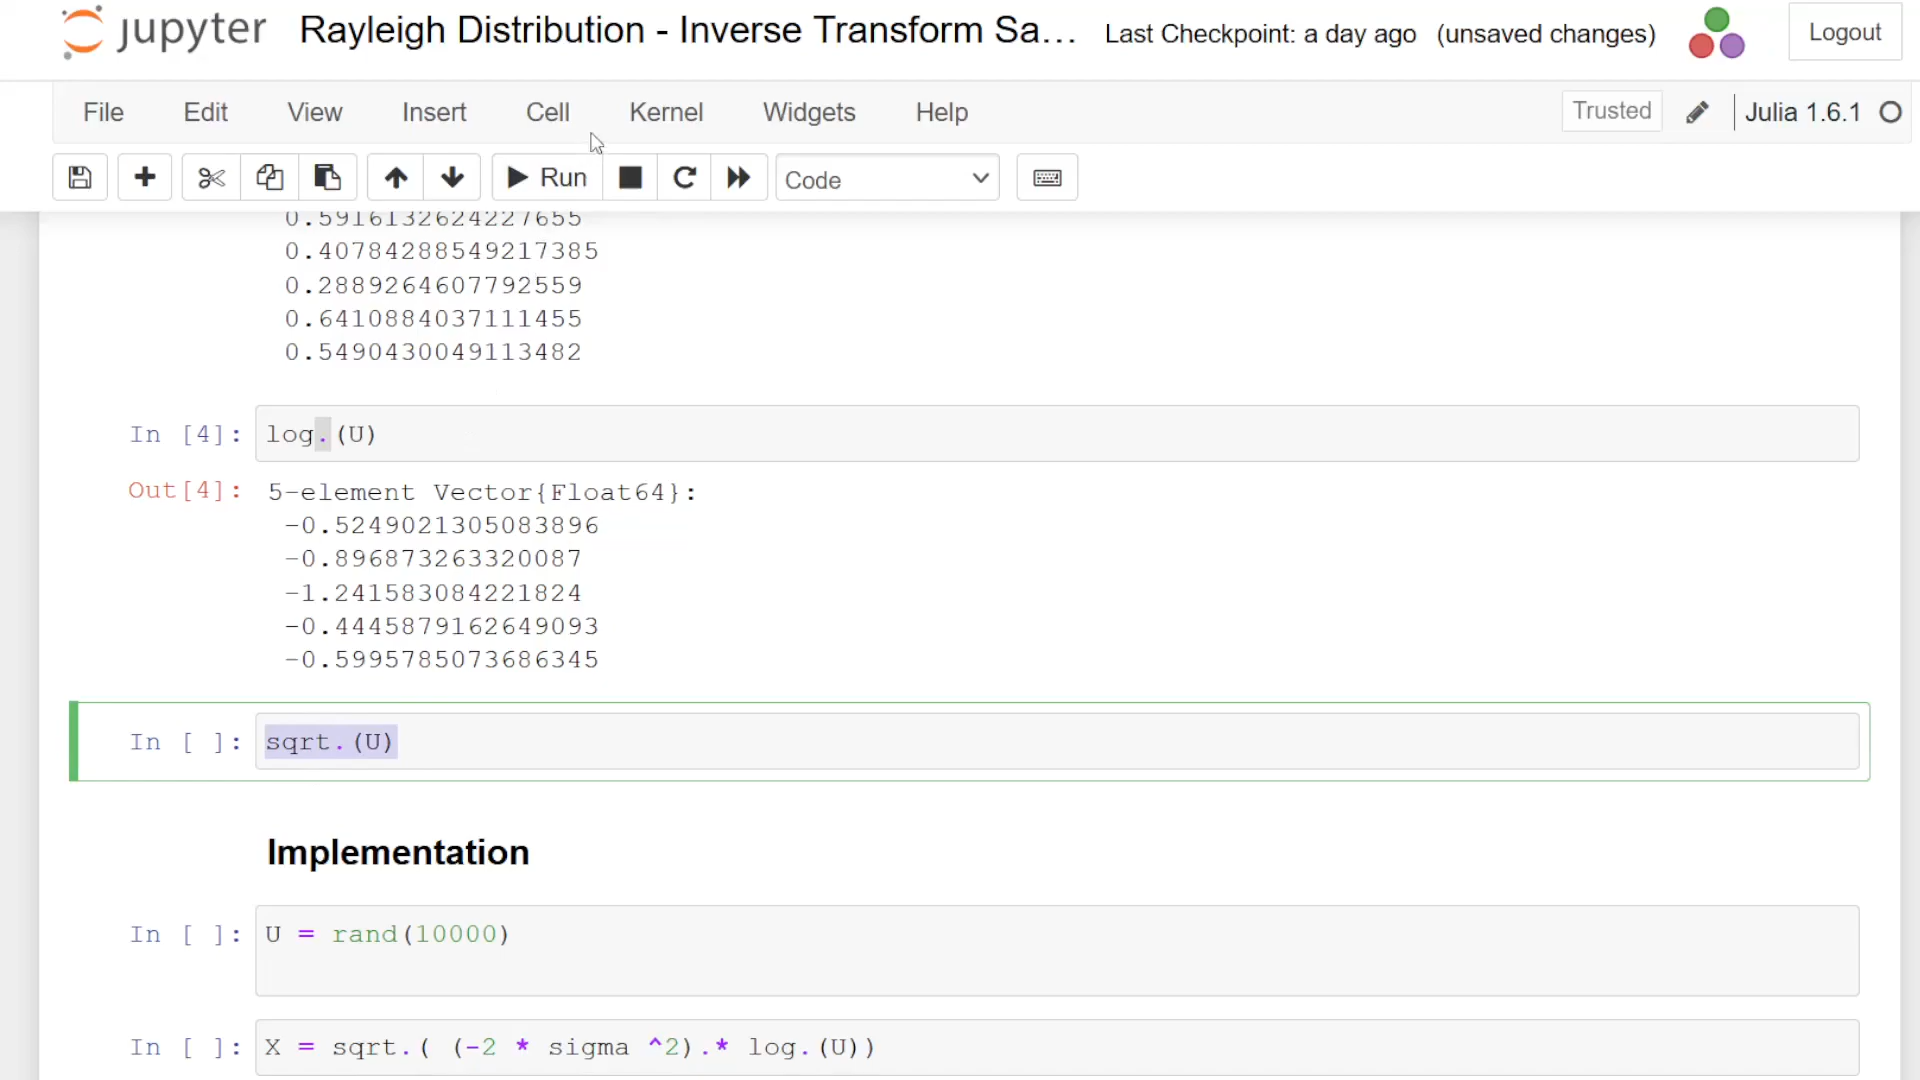 jupyter Rayleigh Distribution - Inverse Transform Sa... Last Checkpoint: a day ago (unsaved changes) Logout
File Edit View Insert Cell Kernel Widgets Help Trusted Julia 1.6.1
Run Code
0.5916132624227655
0.40784288549217385
0.2889264607792559
0.6410884037111455
0.5490430049113482
In [4]: log.(U)
Out[4]: 5-element Vector{Float64}:
-0.5249021305083896
-0.896873263320087
-1.241583084221824
-0.4445879162649093
-0.5995785073686345
In [ ]: sqrt.(U)
Implementation
In [ ]: U = rand(10000)
In [ ]: X = sqrt.( (-2 * sigma ^2).* log.(U))